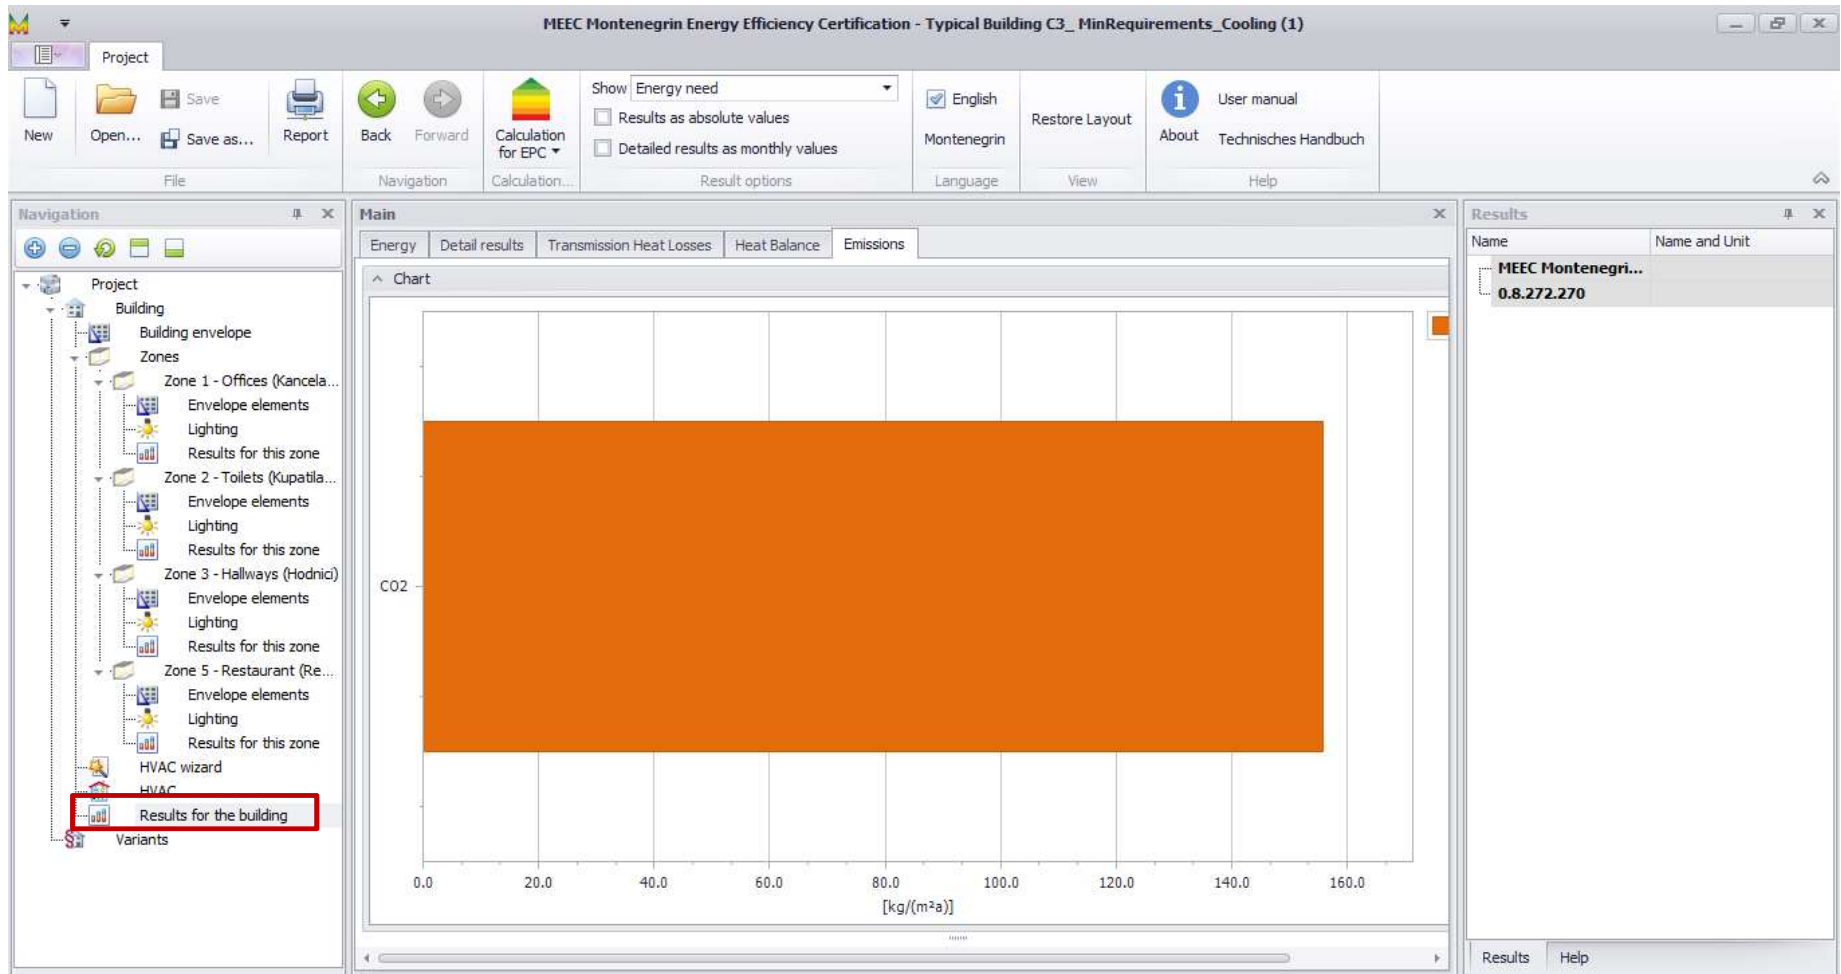 MEEC Montenegrin Energy Efficiency Certification - Typical Building C3_ MinRequirements_Cooling (1)
Project
New
Open...
Save
Save as...
Report
File
Back
Forward
Navigation
Calculation for EPC
Calculation...
Show Energy need
Results as absolute values
Detailed results as monthly values
Result options
English
Montenegrin
Language
Restore Layout
View
About
User manual
Technisches Handbuch
Help
Navigation
Project
Building
Building envelope
Zones
Zone 1 - Offices (Kancela...
Envelope elements
Lighting
Results for this zone
Zone 2 - Toilets (Kupatila...
Envelope elements
Lighting
Results for this zone
Zone 3 - Hallways (Hodnici)
Envelope elements
Lighting
Results for this zone
Zone 5 - Restaurant (Re...
Envelope elements
Lighting
Results for this zone
HVAC wizard
HVAC
Results for the building
Variants
Main
Energy Detail results Transmission Heat Losses Heat Balance Emissions
Chart
CO2
0.0 20.0 40.0 60.0 80.0 100.0 120.0 140.0 160.0
[kg/(m²a)]
Results
Name Name and Unit
MEEC Montenegri...
0.8.272.270
Results Help